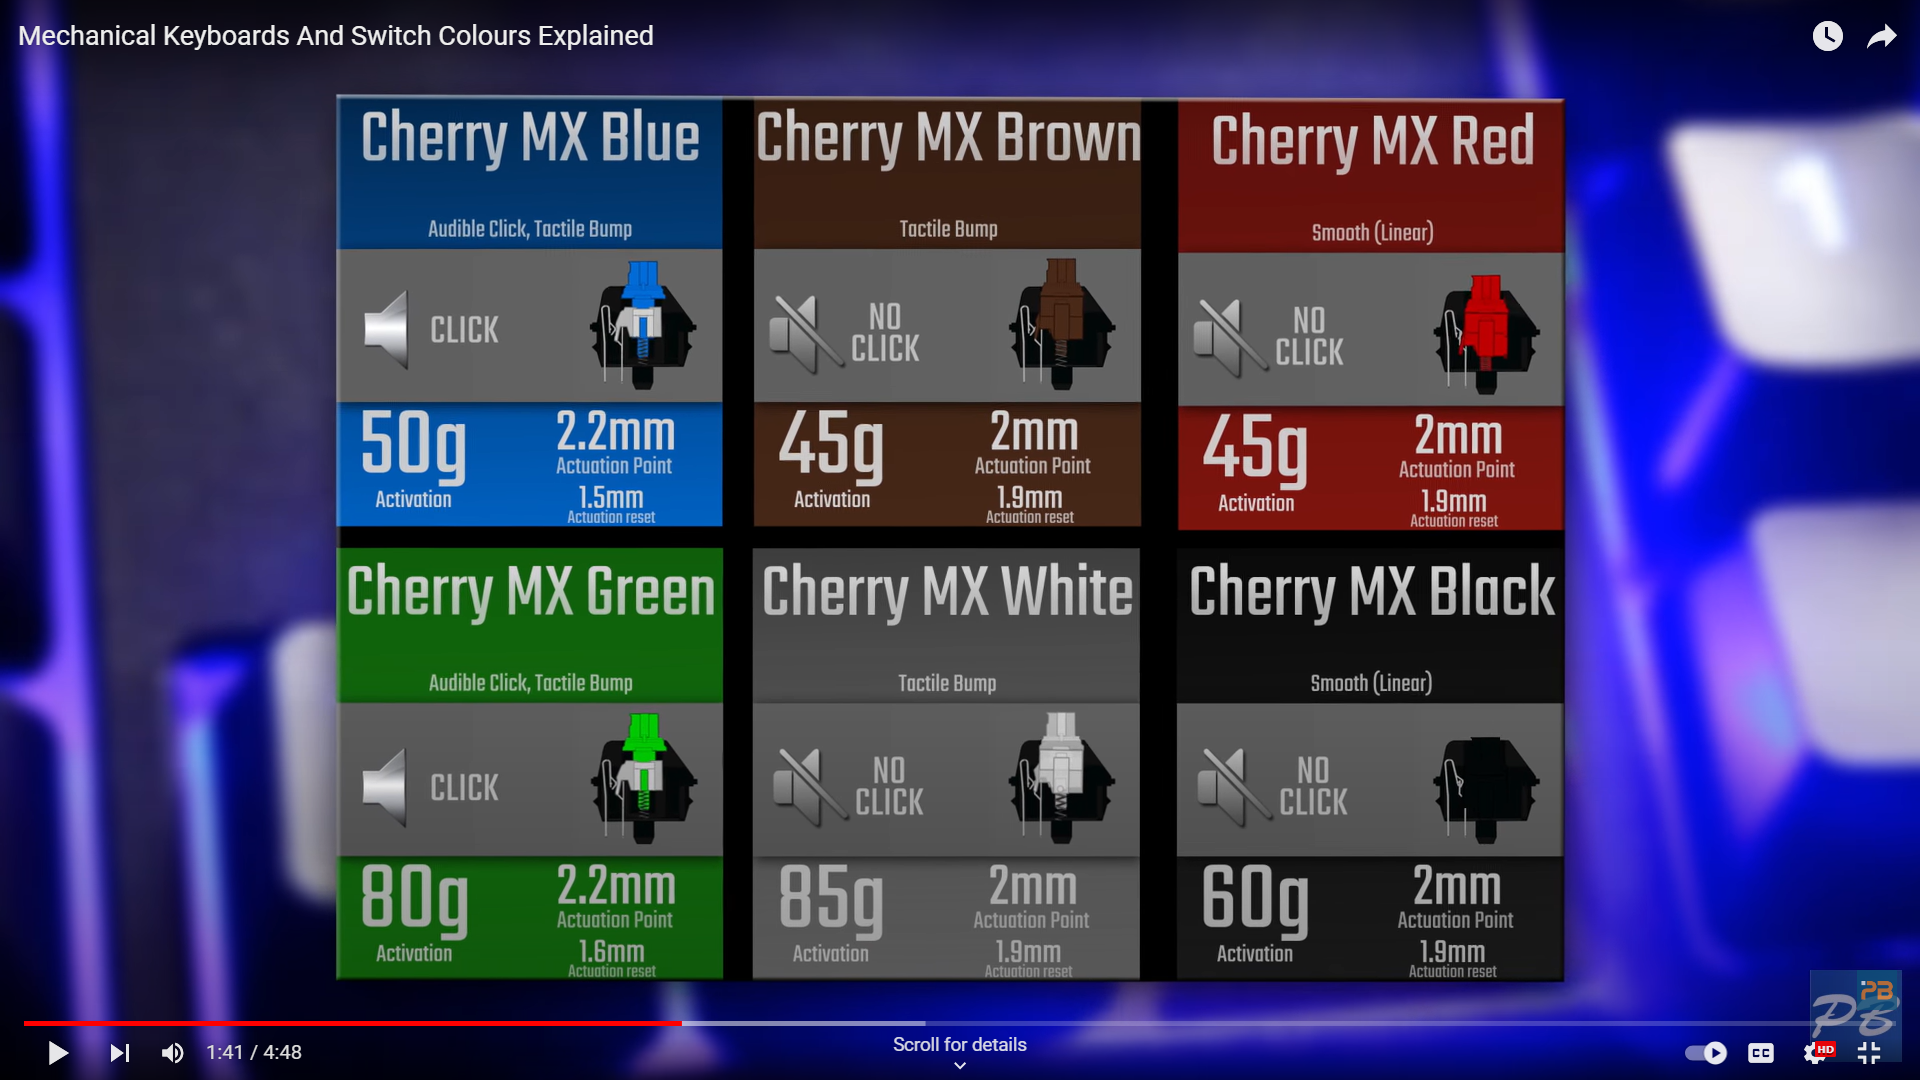 Mechanical Keyboards And Switch Colours Explained
Cherry MX Blue
Audible Click, Tactile Bump
CLICK
50g
Activation
2.2mm
Actuation Point
1.5mm
Actuation reset
Cherry MX Brown
Tactile Bump
NO
CLICK
45g
Activation
2mm
Actuation Point
1.9mm
Actuation reset
Cherry MX Red
Smooth (Linear)
NO
CLICK
45g
Activation
2mm
Actuation Point
1.9mm
Actuation reset
Cherry MX Green
Audible Click, Tactile Bump
CLICK
80g
Activation
2.2mm
Actuation Point
1.6mm
Actuation reset
Cherry MX White
Tactile Bump
NO
CLICK
85g
Activation
2mm
Actuation Point
1.9mm
Actuation reset
Cherry MX Black
Smooth (Linear)
NO
CLICK
60g
Activation
2mm
Actuation Point
1.9mm
Actuation reset
1
PB
PB
1:41 / 4:48
Scroll for details
CC
HD